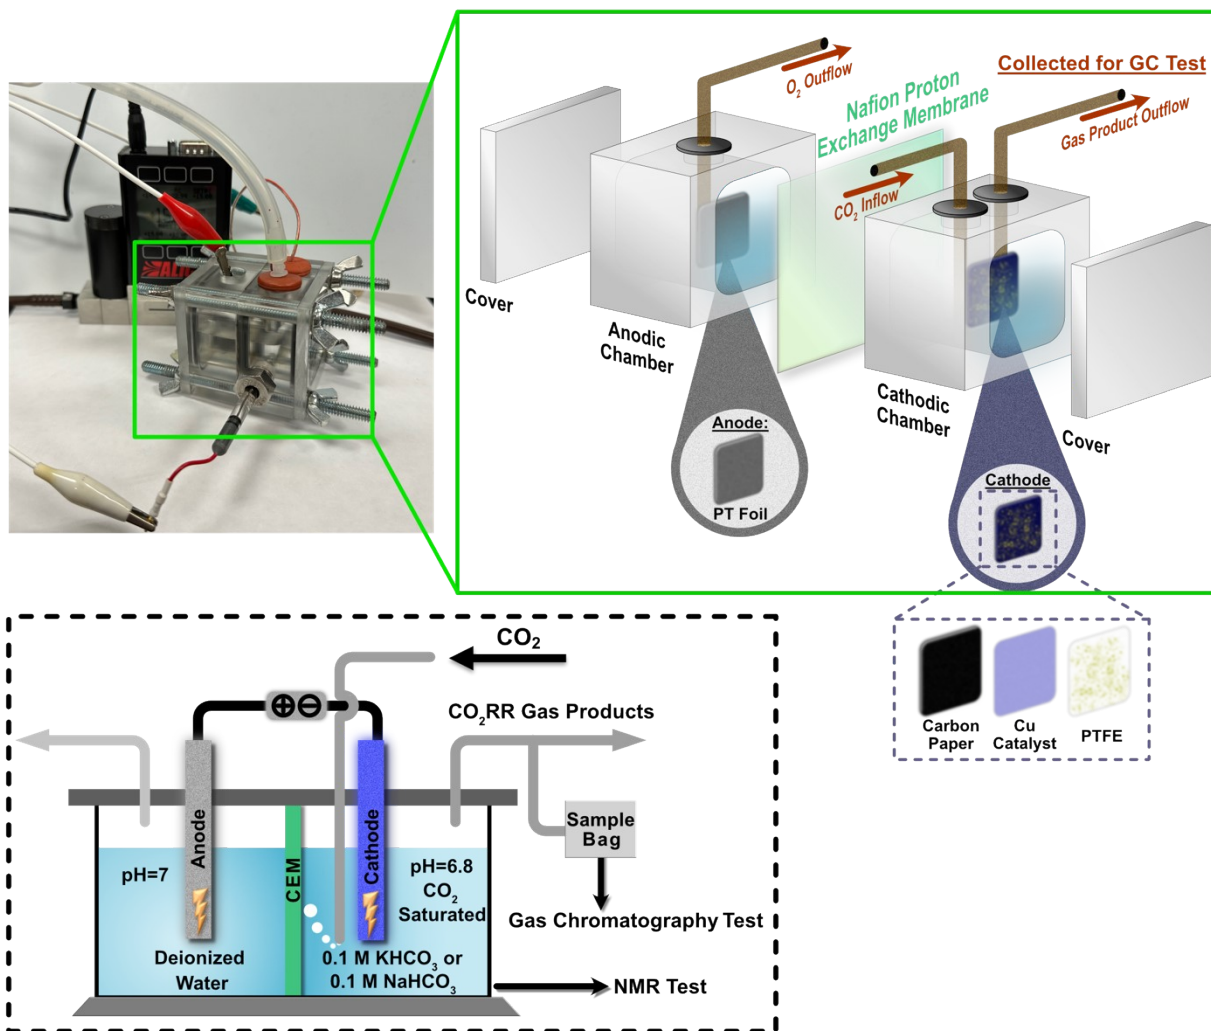 Collected for GC Test
O2 Outflow
Nafion Proton
Exchange Membrane
Gas Product Outflow
CO2 Inflow
Cover
Anodic
Chamber
Cathodic
Chamber
Cover
Anode:
PT Foil
Cathode
Carbon
Paper
Cu
Catalyst
PTFE
CO2
CO2RR Gas Products
Anode
CEM
Cathode
pH=7
pH=6.8
CO2
Saturated
Sample
Bag
Gas Chromatography Test
Deionized
Water
0.1 M KHCO3 or
0.1 M NaHCO3
NMR Test